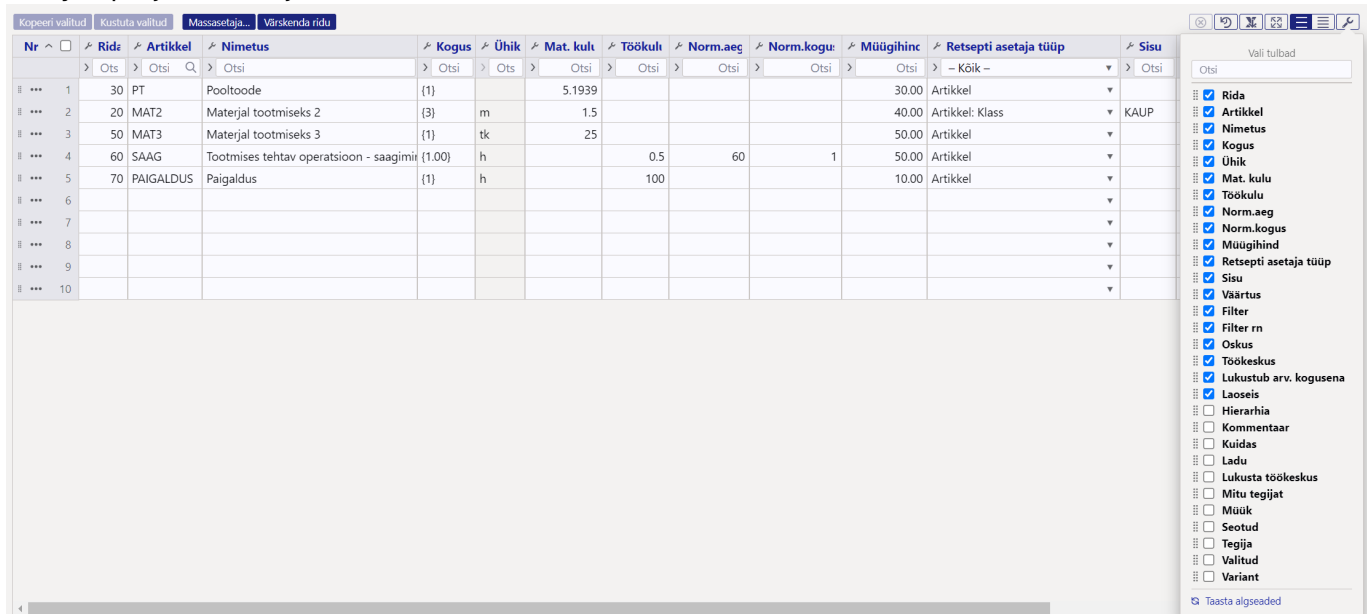 Kopeeri valitud Kustuta valitud Massasetaja... Värskenda ridu
Nr Rida Artikkel Nimetus Kogus Ühik Mat. kulu Töökulu Norm.aeg Norm.kogus Müügihind Retsepti asetaja tüüp Sisu
Ots Otsi Otsi Otsi Ots Otsi Otsi Otsi Otsi Otsi – Kõik – Otsi
1 30 PT Pooltoode {1} 5.1939 30.00 Artikkel
2 20 MAT2 Materjal tootmiseks 2 {3} m 1.5 40.00 Artikkel: Klass KAUP
3 50 MAT3 Materjal tootmiseks 3 {1} tk 25 50.00 Artikkel
4 60 SAAG Tootmises tehtav operatsioon - saagimi {1.00} h 0.5 60 1 50.00 Artikkel
5 70 PAIGALDUS Paigaldus {1} h 100 10.00 Artikkel
6
7
8
9
10
Vali tulbad
Otsi
Rida
Artikkel
Nimetus
Kogus
Ühik
Mat. kulu
Töökulu
Norm.aeg
Norm.kogus
Müügihind
Retsepti asetaja tüüp
Sisu
Väärtus
Filter
Filter rn
Oskus
Töökeskus
Lukustub arv. kogusena
Laoseis
Hierarhia
Kommentaar
Kuidas
Ladu
Lukusta töökeskus
Mitu tegijat
Müük
Seotud
Tegija
Valitud
Variant
Taasta algseaded